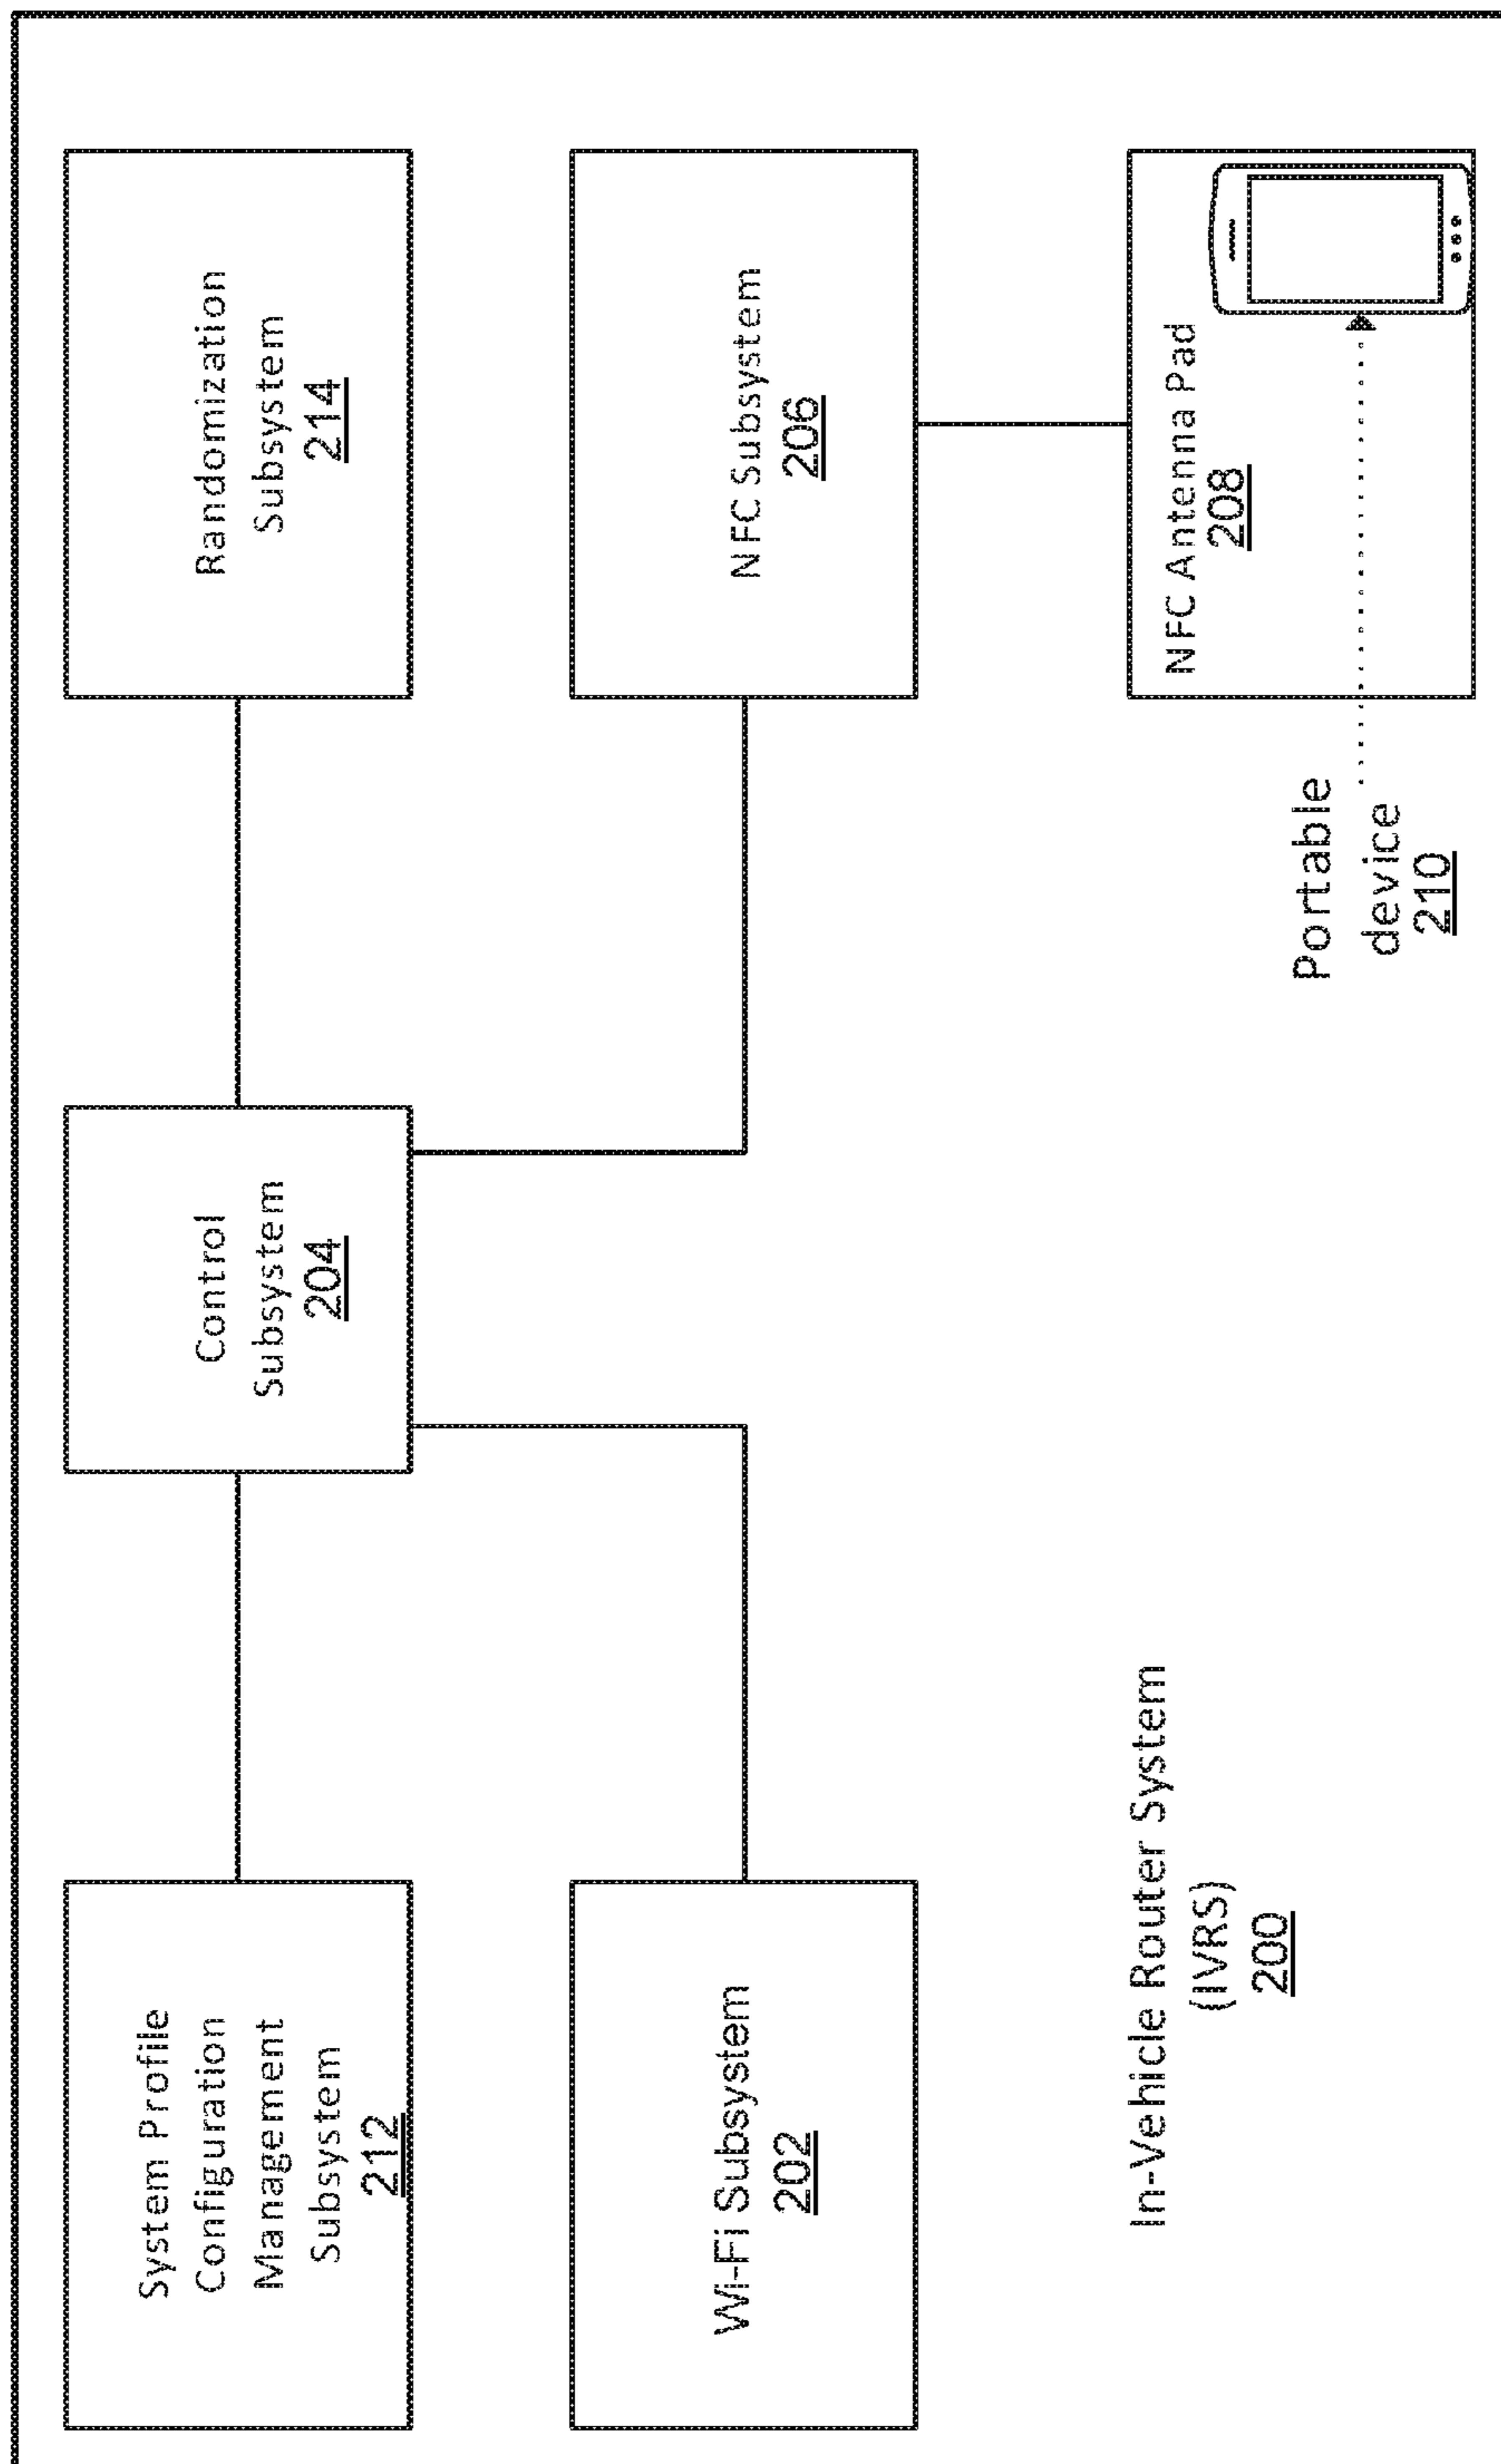 System Profile
Configuration
Management
Subsystem
212
Control
Subsystem
204
Randomization
Subsystem
214
Wi-Fi Subsystem
202
NFC Subsystem
206
In-Vehicle Router System
(IVRS)
200
Portable
device
210
NFC Antenna Pad
208